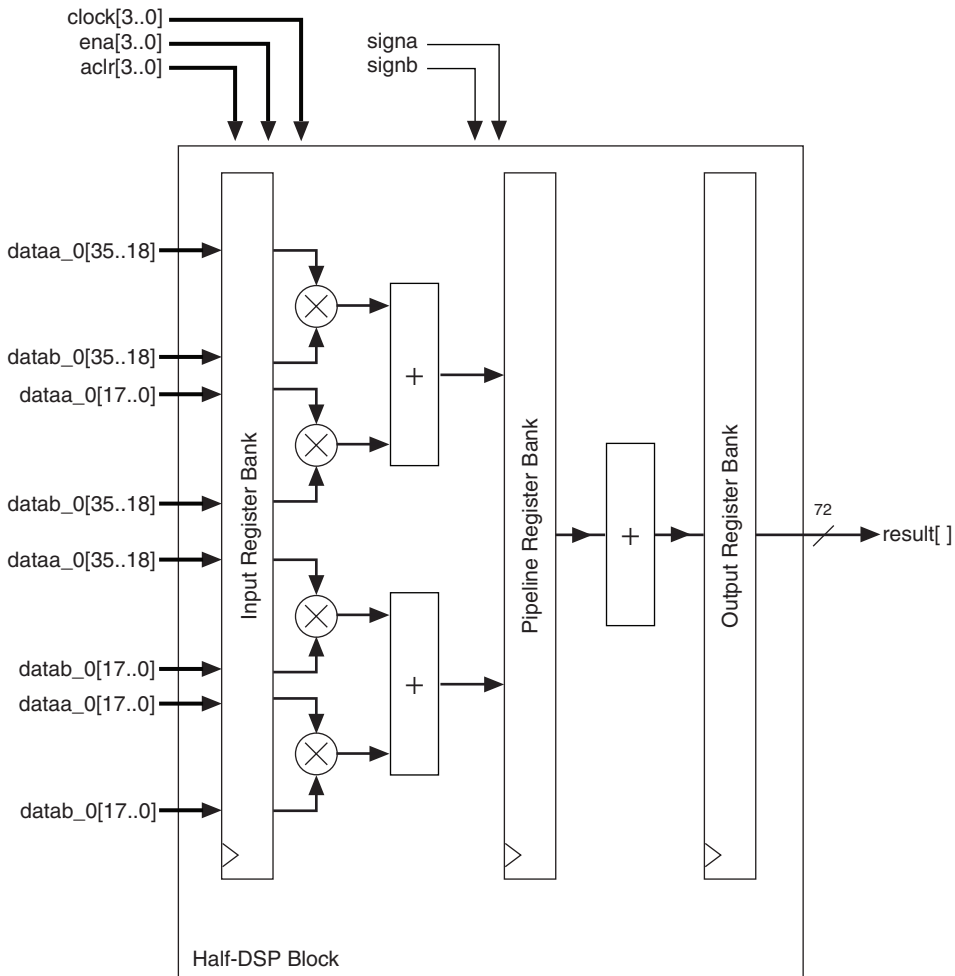 clock[3..0]
ena[3..0]
aclr[3..0]
signa
signb
dataa_0[35..18]
datab_0[35..18]
dataa_0[17..0]
datab_0[35..18]
dataa_0[35..18]
datab_0[17..0]
dataa_0[17..0]
datab_0[17..0]
Input Register Bank
+
+
Pipeline Register Bank
+
Output Register Bank
72
result[ ]
Half-DSP Block